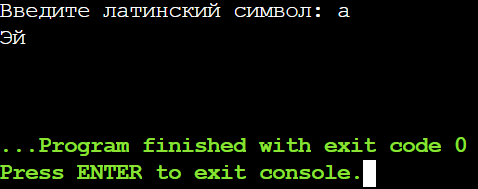 Введите латинский символ: a
Эй
...Program finished with exit code 0
Press ENTER to exit console.